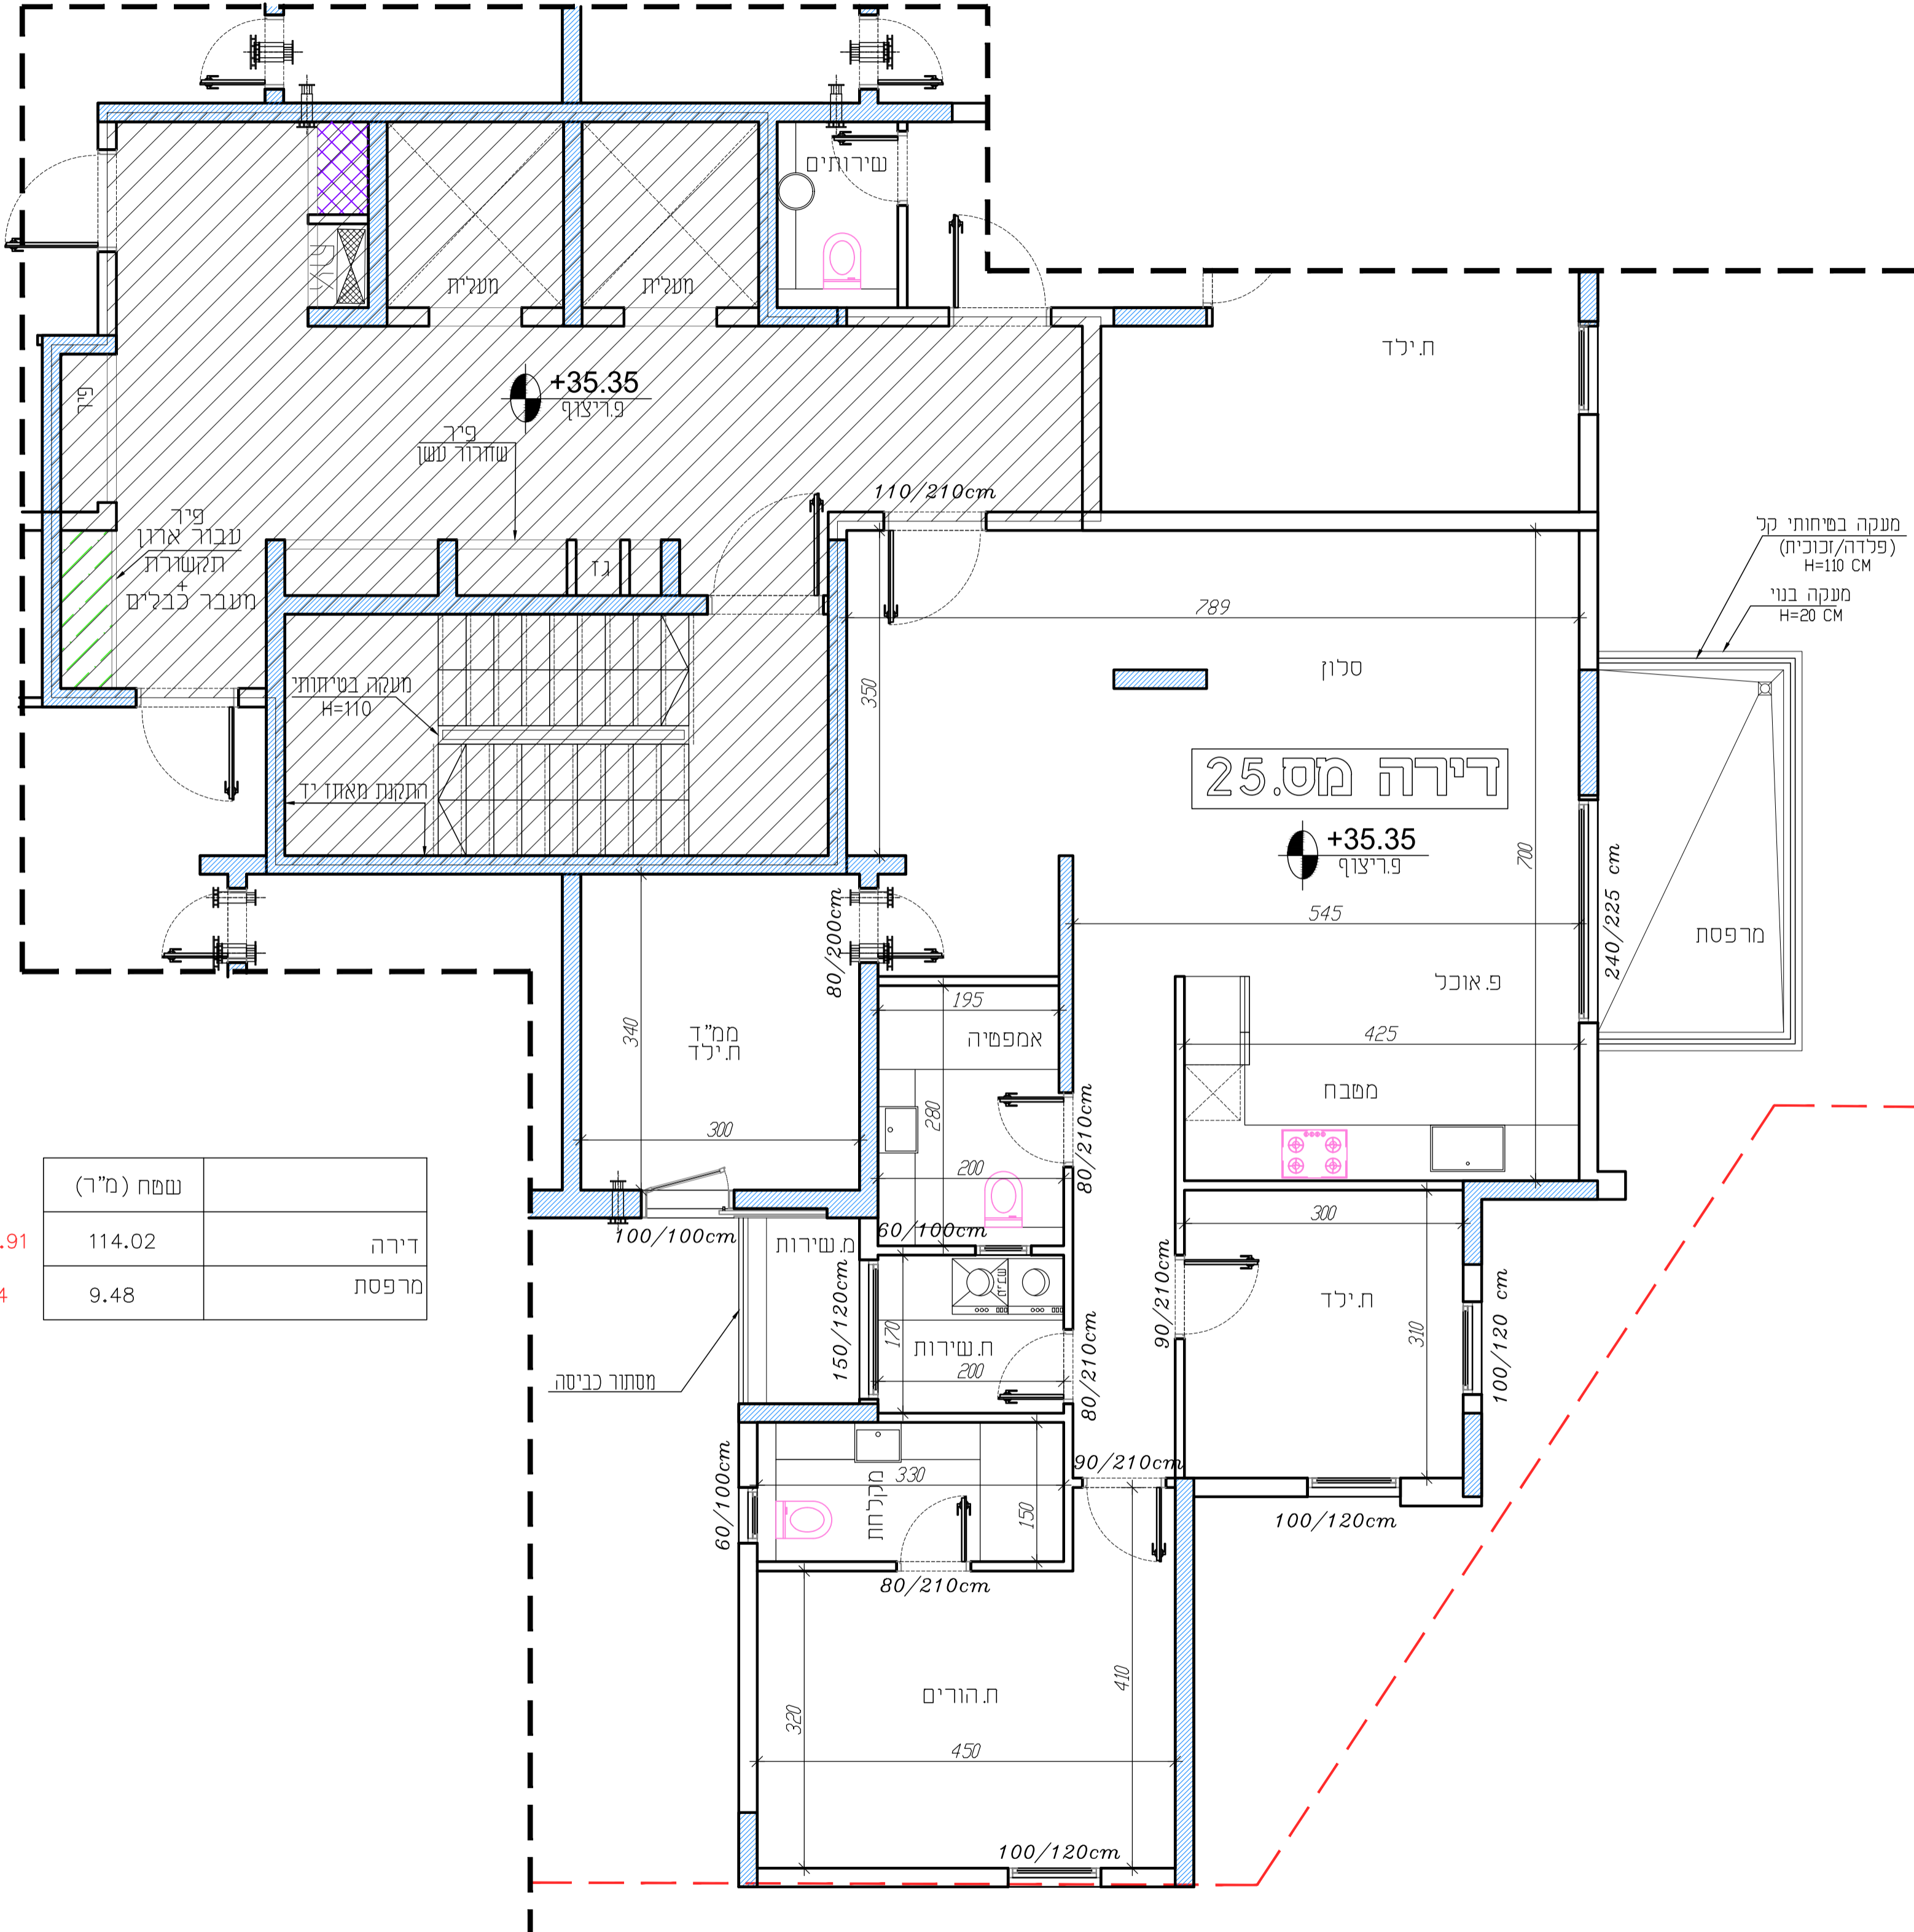 שירותים
מעלית
מעלית
ח.ילד
+35.35
פ.ריצוף
פיר
פיר
שחרור עשן
110/210cm
פיר
עבור ארון
תקשורת
+
מעבר כבלים
גז
מעקה בטיחותי קל
(פלדה/זכוכית)
H=110 CM
מעקה בנוי
H=20 CM
789
סלון
מעקה בטיחותי
H=110
350
דירה מס.25
התקנת מאחז יד
+35.35
פ.ריצוף
700
240/225 cm
545
מרפסת
80/200cm
פ.אוכל
195
340
ממ"ד
ח.ילד
אמפטיה
425
מטבח
280
80/210cm
300
200
שטח (מ"ר)
דירה
114.02
.91
מרפסת
9.48
4
100/100cm
מ.שירות
60/100cm
300
150/120cm
170
ח.שירות
200
80/210cm
90/210cm
ח.ילד
310
100/120 cm
מסתור כביסה
60/100cm
330
מקלחת
150
90/210cm
100/120cm
80/210cm
ח.הורים
320
410
450
100/120cm